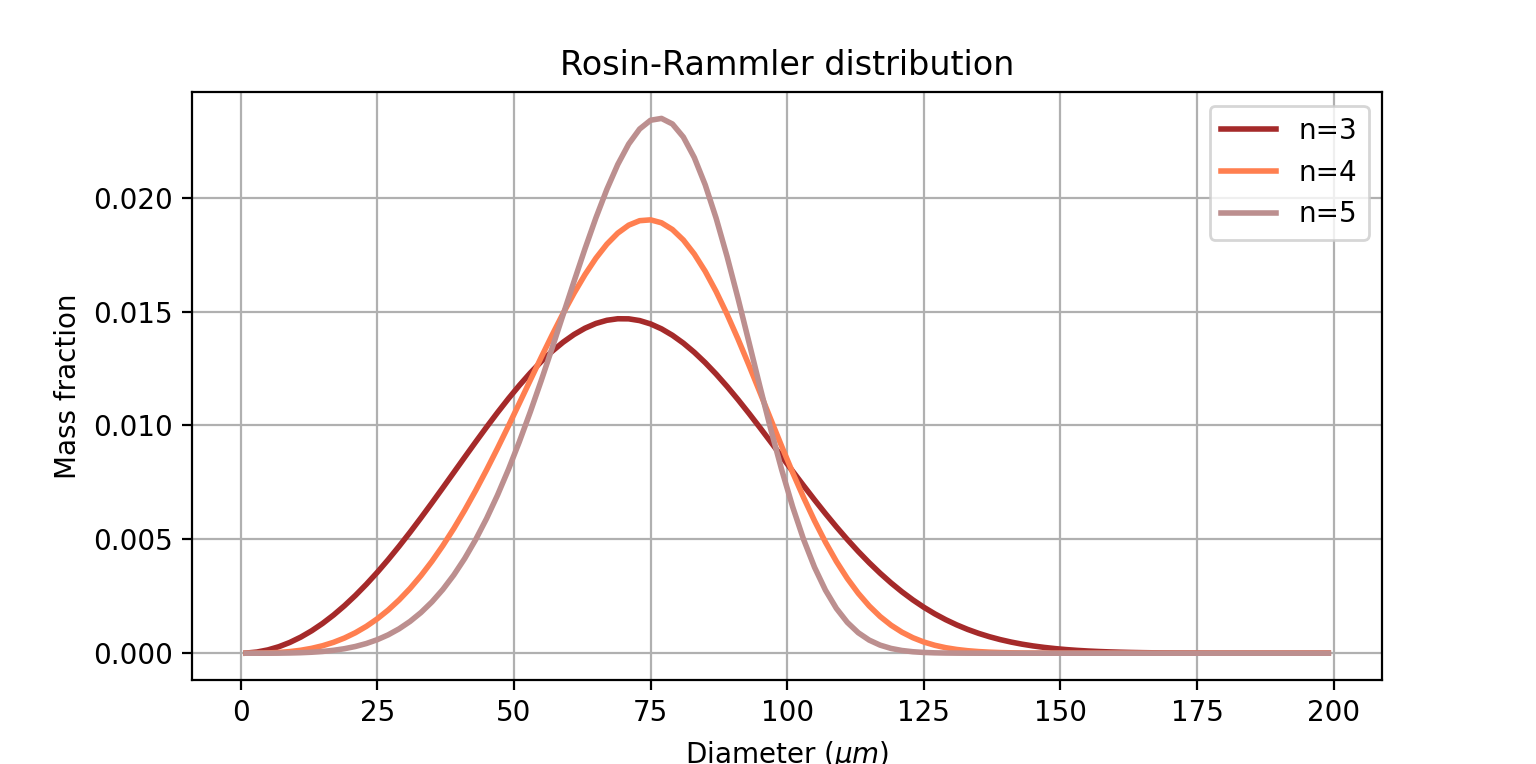 Rosin-Rammler distribution
n=3
n=4
n=5
Mass fraction
0.020
0.015
0.010
0.005
0.000
0 25 50 75 100 125 150 175 200
Diameter (μm)